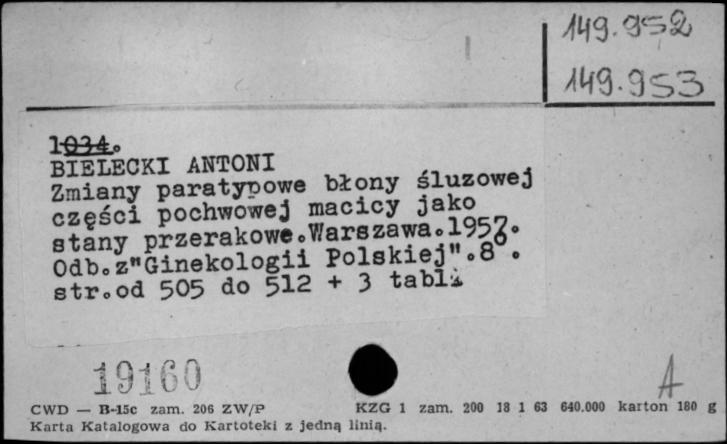 149.952
149.953
1034.
BIELECKI ANTONI
Zmiany paratypowe błony śluzowej
części pochwowej macicy jako
stany przerakowe.Warszawa.1957.
Odb.z"Ginekologii Polskiej".8°.
str.od 505 do 512 + 3 tabl.
19160
A
CWD — B-15c zam. 206 ZW/P KZG 1 zam. 200 18 1 63 640.000 karton 180 g
Karta Katalogowa do Kartoteki z jedną linią.